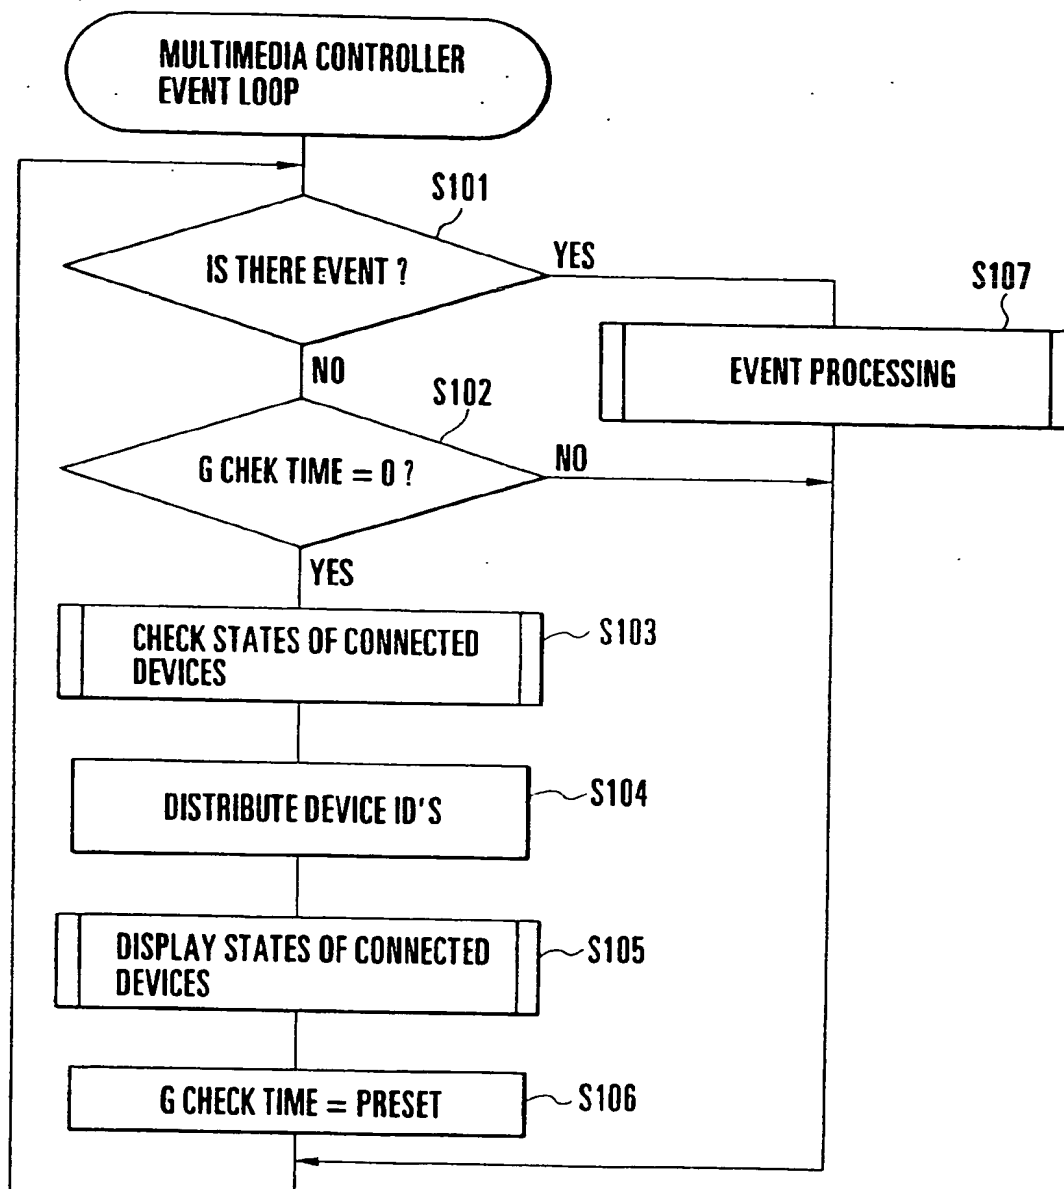 MULTIMEDIA CONTROLLER
EVENT LOOP
S101
IS THERE EVENT ?
YES
S107
EVENT PROCESSING
NO
S102
G CHEK TIME = 0 ?
NO
YES
CHECK STATES OF CONNECTED
DEVICES
S103
DISTRIBUTE DEVICE ID'S
S104
DISPLAY STATES OF CONNECTED
DEVICES
S105
G CHECK TIME = PRESET
S106